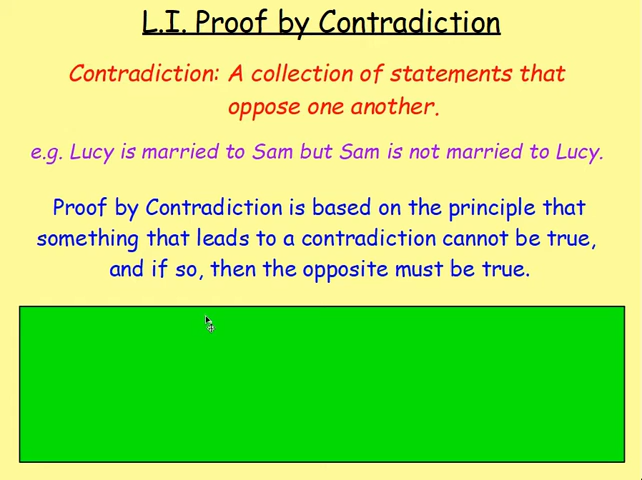 L.I. Proof by Contradiction
Contradiction: A collection of statements that
oppose one another.
e.g. Lucy is married to Sam but Sam is not married to Lucy.
Proof by Contradiction is based on the principle that
something that leads to a contradiction cannot be true,
and if so, then the opposite must be true.